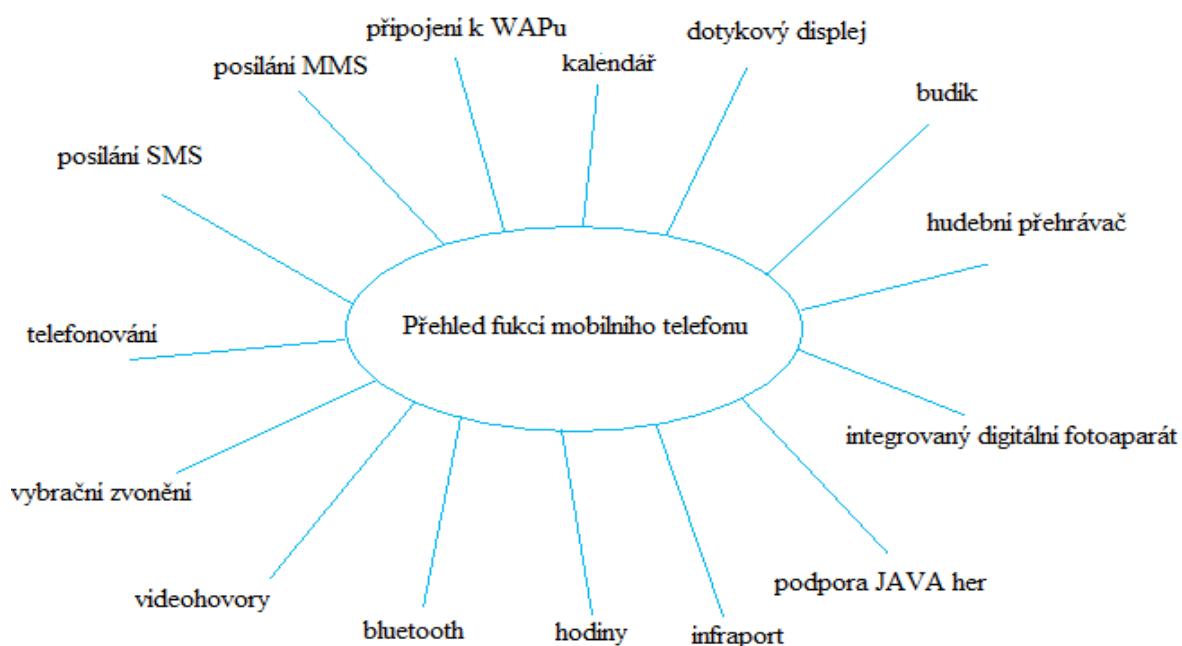 připojení k WAPu
dotykový displej
posílání MMS
kalendář
budík
posílání SMS
hudební přehrávač
Přehled fukcí mobilního telefonu
telefonování
integrovaný digitální fotoaparát
vybrační zvonění
podpora JAVA her
videohovory
bluetooth
hodiny
infraport